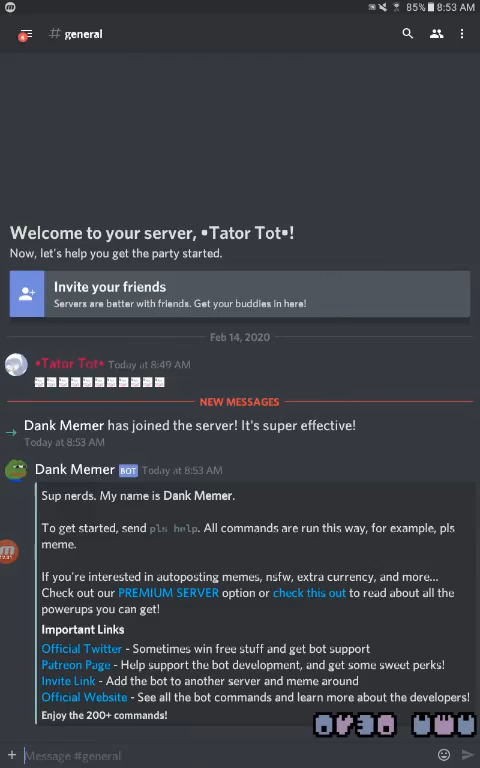 85% 8:53 AM
# general
Welcome to your server, •Tator Tot•!
Now, let's help you get the party started.
Invite your friends
Servers are better with friends. Get your buddies in here!
Feb 14, 2020
•Tator Tot• Today at 8:49 AM
NEW MESSAGES
Dank Memer has joined the server! It's super effective!
Today at 8:53 AM
Dank Memer BOT Today at 8:53 AM
Sup nerds. My name is Dank Memer.
To get started, send pls help. All commands are run this way, for example, pls
meme.
If you're interested in autoposting memes, nsfw, extra currency, and more...
Check out our PREMIUM SERVER option or check this out to read about all the
powerups you can get!
Important Links
Official Twitter - Sometimes win free stuff and get bot support
Patreon Page - Help support the bot development, and get some sweet perks!
Invite Link - Add the bot to another server and meme around
Official Website - See all the bot commands and learn more about the developers!
Enjoy the 200+ commands!
Message #general